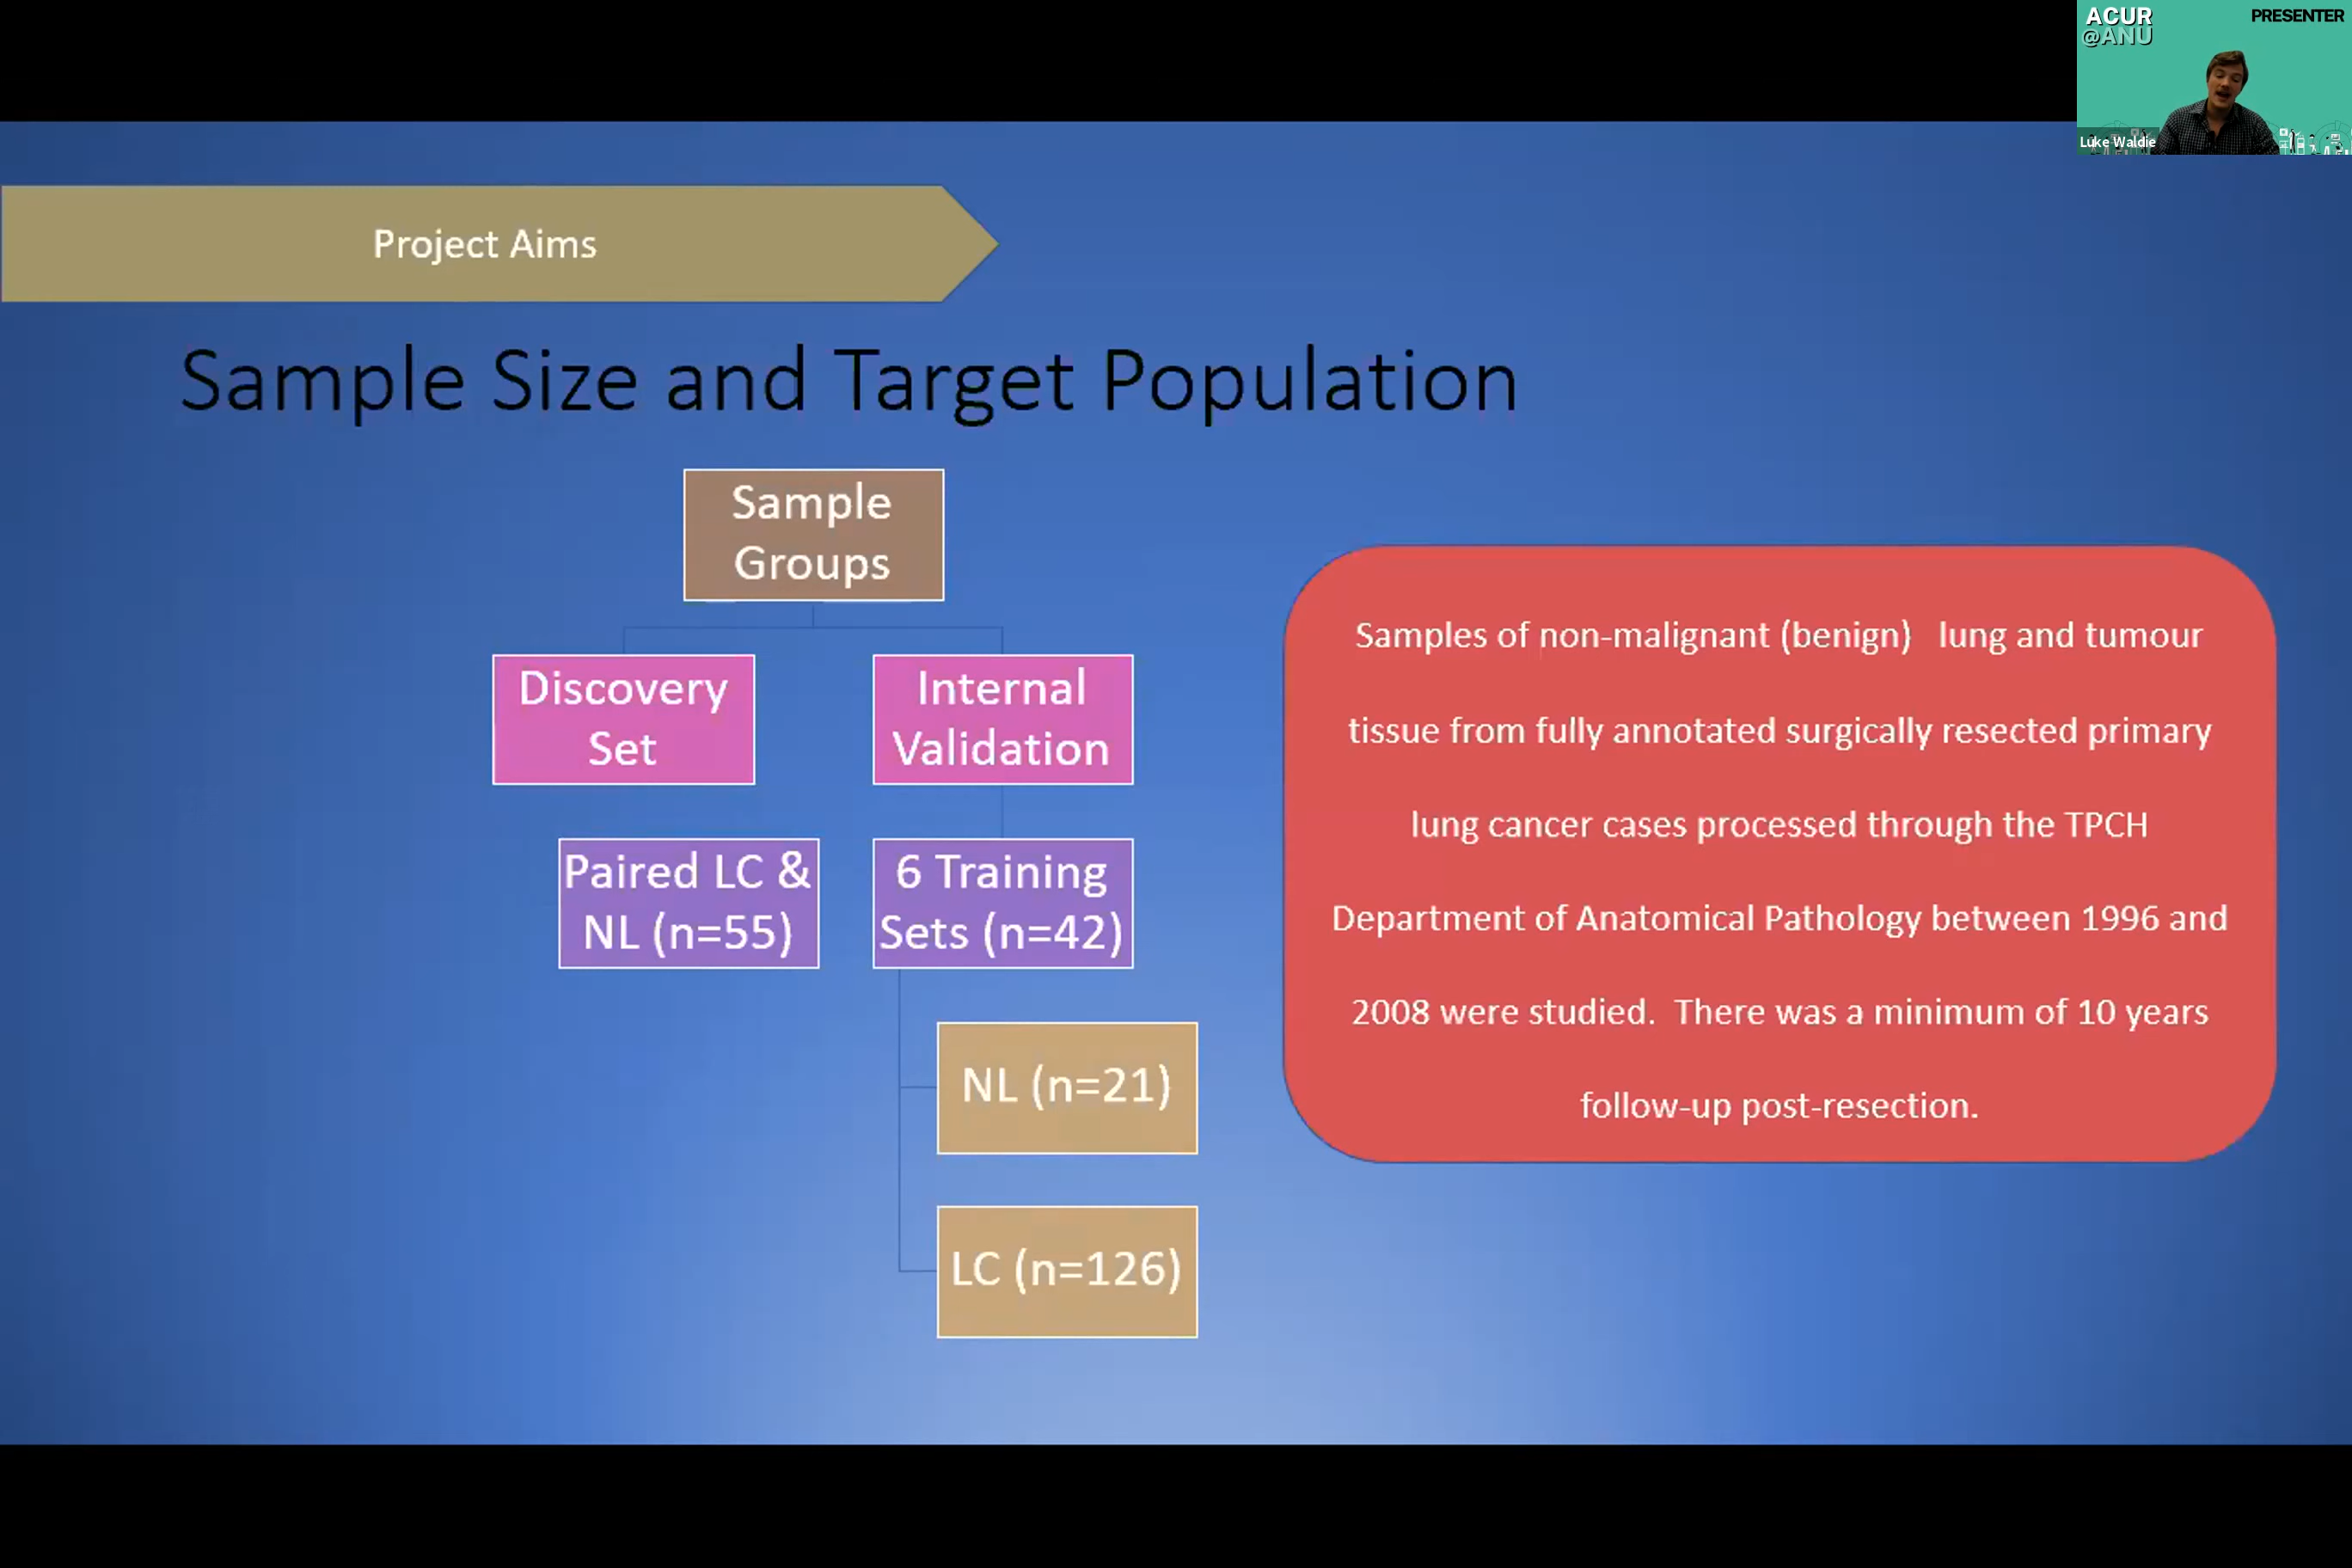 ACUR
@ANU
PRESENTER
Luke Waldie
Project Aims
Sample Size and Target Population
Sample
Groups
Discovery
Set
Internal
Validation
Paired LC &
NL (n=55)
6 Training
Sets (n=42)
NL (n=21)
LC (n=126)
Samples of non-malignant (benign) lung and tumour
tissue from fully annotated surgically resected primary
lung cancer cases processed through the TPCH
Department of Anatomical Pathology between 1996 and
2008 were studied. There was a minimum of 10 years
follow-up post-resection.